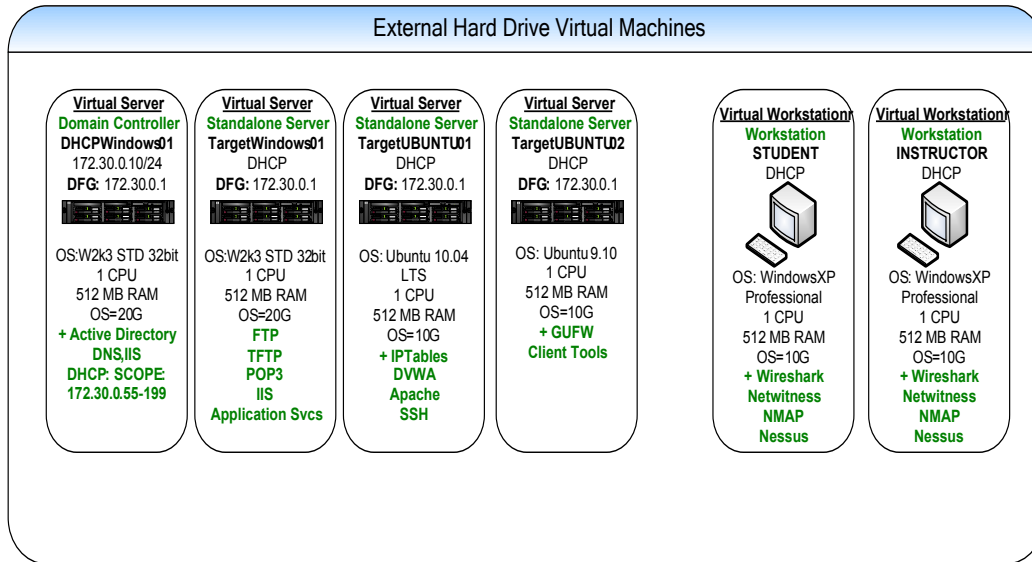 External Hard Drive Virtual Machines
Virtual Server
Domain Controller
DHCPWindows01
172.30.0.10/24
DFG: 172.30.0.1
OS:W2k3 STD 32bit
1 CPU
512 MB RAM
OS=20G
+ Active Directory
DNS,IIS
DHCP: SCOPE:
172.30.0.55-199
Virtual Server
Standalone Server
TargetWindows01
DHCP
DFG: 172.30.0.1
OS:W2k3 STD 32bit
1 CPU
512 MB RAM
OS=20G
FTP
TFTP
POP3
IIS
Application Svcs
Virtual Server
Standalone Server
TargetUBUNTU01
DHCP
DFG: 172.30.0.1
OS: Ubuntu 10.04
LTS
1 CPU
512 MB RAM
OS=10G
+ IPTables
DVWA
Apache
SSH
Virtual Server
Standalone Server
TargetUBUNTU02
DHCP
DFG: 172.30.0.1
OS: Ubuntu 9.10
1 CPU
512 MB RAM
OS=10G
+ GUFW
Client Tools
Virtual Workstationr
Workstation
STUDENT
DHCP
OS: WindowsXP
Professional
1 CPU
512 MB RAM
OS=10G
+ Wireshark
Netwitness
NMAP
Nessus
Virtual Workstationr
Workstation
INSTRUCTOR
DHCP
OS: WindowsXP
Professional
1 CPU
512 MB RAM
OS=10G
+ Wireshark
Netwitness
NMAP
Nessus